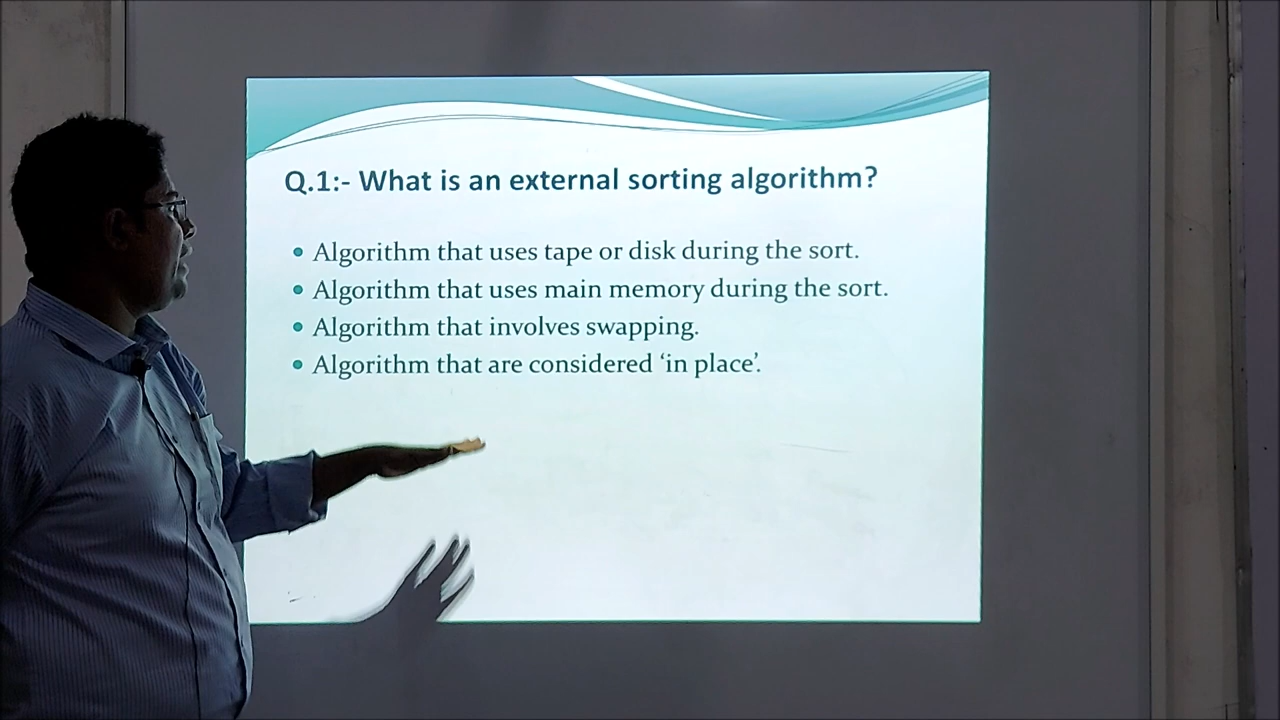 Q.1:- What is an external sorting algorithm?
• Algorithm that uses tape or disk during the sort.
• Algorithm that uses main memory during the sort.
• Algorithm that involves swapping.
• Algorithm that are considered ‘in place’.